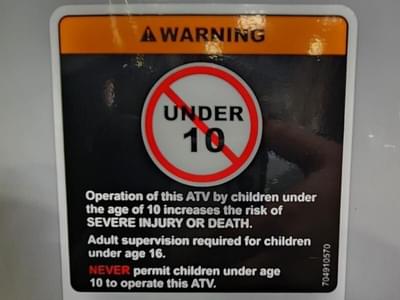 WARNING
UNDER
10
Operation of this ATV by children under
the age of 10 increases the risk of
SEVERE INJURY OR DEATH.
Adult supervision required for children
under age 16.
NEVER permit children under age
10 to operate this ATV.
704910570